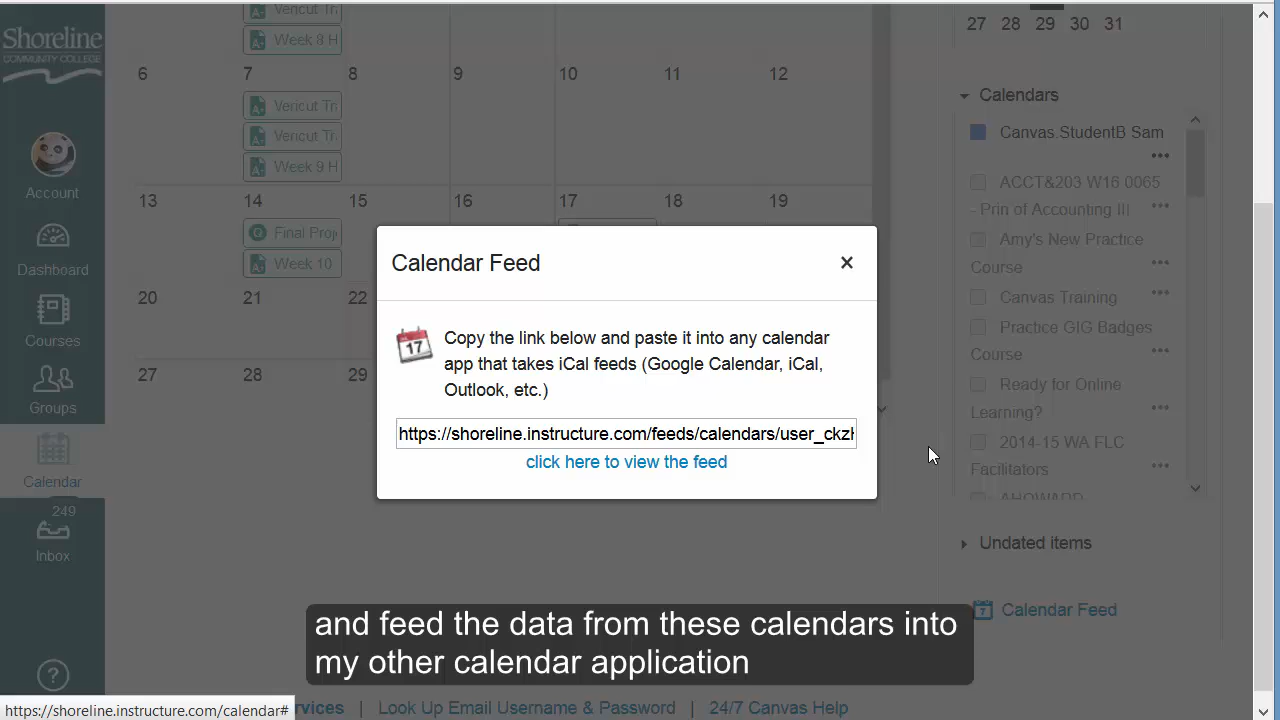 Shoreline
COMMUNITY COLLEGE
Account
Dashboard
Courses
Groups
Calendar
249
Inbox
Vericut Tr
Week 8 H
6 7 8 9 10 11 12
Vericut Tr
Vericut Tr
Week 9 H
13 14 15 16 17 18 19
Final Proj
Week 10
20 21 22
27 28 29
Calendar Feed
×
17
Copy the link below and paste it into any calendar
app that takes iCal feeds (Google Calendar, iCal,
Outlook, etc.)
https://shoreline.instructure.com/feeds/calendars/user_ckz
click here to view the feed
27 28 29 30 31
Calendars
Canvas.StudentB Sam
ACCT&203 W16 0065
- Prin of Accounting III
Amy's New Practice
Course
Canvas Training
Practice GIG Badges
Course
Ready for Online
Learning?
2014-15 WA FLC
Facilitators
AHOWARD
Undated items
7 Calendar Feed
and feed the data from these calendars into
my other calendar application
?
https://shoreline.instructure.com/calendar#
rvices | Look Up Email Username & Password | 24/7 Canvas Help